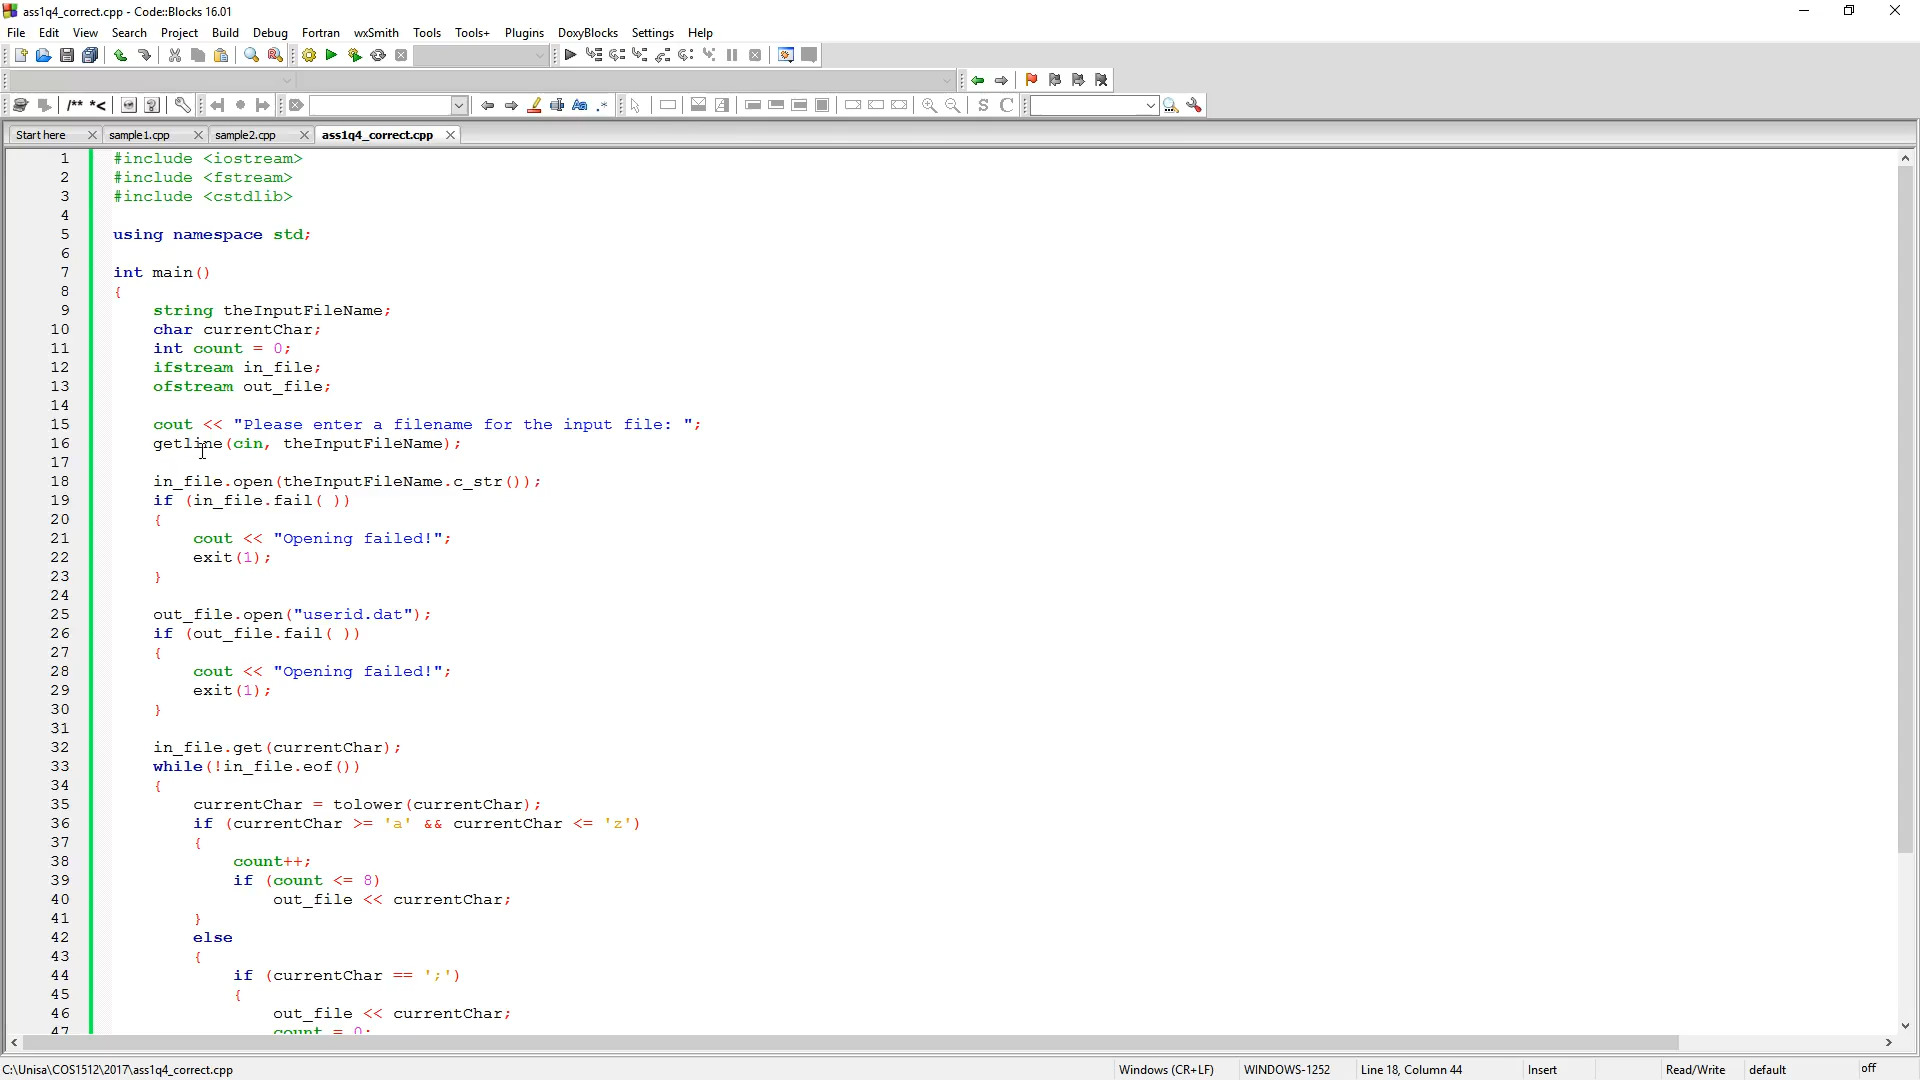 ass1q4_correct.cpp - Code::Blocks 16.01
File Edit View Search Project Build Debug Fortran wxSmith Tools Tools+ Plugins DoxyBlocks Settings Help
/** *<
S C
Start here sample1.cpp sample2.cpp ass1q4_correct.cpp
1 #include <iostream>
2 #include <fstream>
3 #include <cstdlib>
4
5 using namespace std;
6
7 int main()
8 {
9 string theInputFileName;
10 char currentChar;
11 int count = 0;
12 ifstream in_file;
13 ofstream out_file;
14
15 cout << "Please enter a filename for the input file: ";
16 getline(cin, theInputFileName);
17
18 in_file.open(theInputFileName.c_str());
19 if (in_file.fail( ))
20 {
21 cout << "Opening failed!";
22 exit(1);
23 }
24
25 out_file.open("userid.dat");
26 if (out_file.fail( ))
27 {
28 cout << "Opening failed!";
29 exit(1);
30 }
31
32 in_file.get(currentChar);
33 while(!in_file.eof())
34 {
35 currentChar = tolower(currentChar);
36 if (currentChar >= 'a' && currentChar <= 'z')
37 {
38 count++;
39 if (count <= 8)
40 out_file << currentChar;
41 }
42 else
43 {
44 if (currentChar == ';')
45 {
46 out_file << currentChar;
47 count = 0;
C:\Unisa\COS1512\2017\ass1q4_correct.cpp Windows (CR+LF) WINDOWS-1252 Line 18, Column 44 Insert Read/Write default off